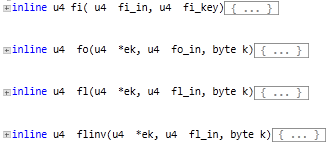 inline u4 fi( u4 fi_in, u4 fi_key){ ... }
inline u4 fo(u4 *ek, u4 fo_in, byte k){ ... }
inline u4 fl(u4 *ek, u4 fl_in, byte k){ ... }
inline u4 flinv(u4 *ek, u4 fl_in, byte k){ ... }